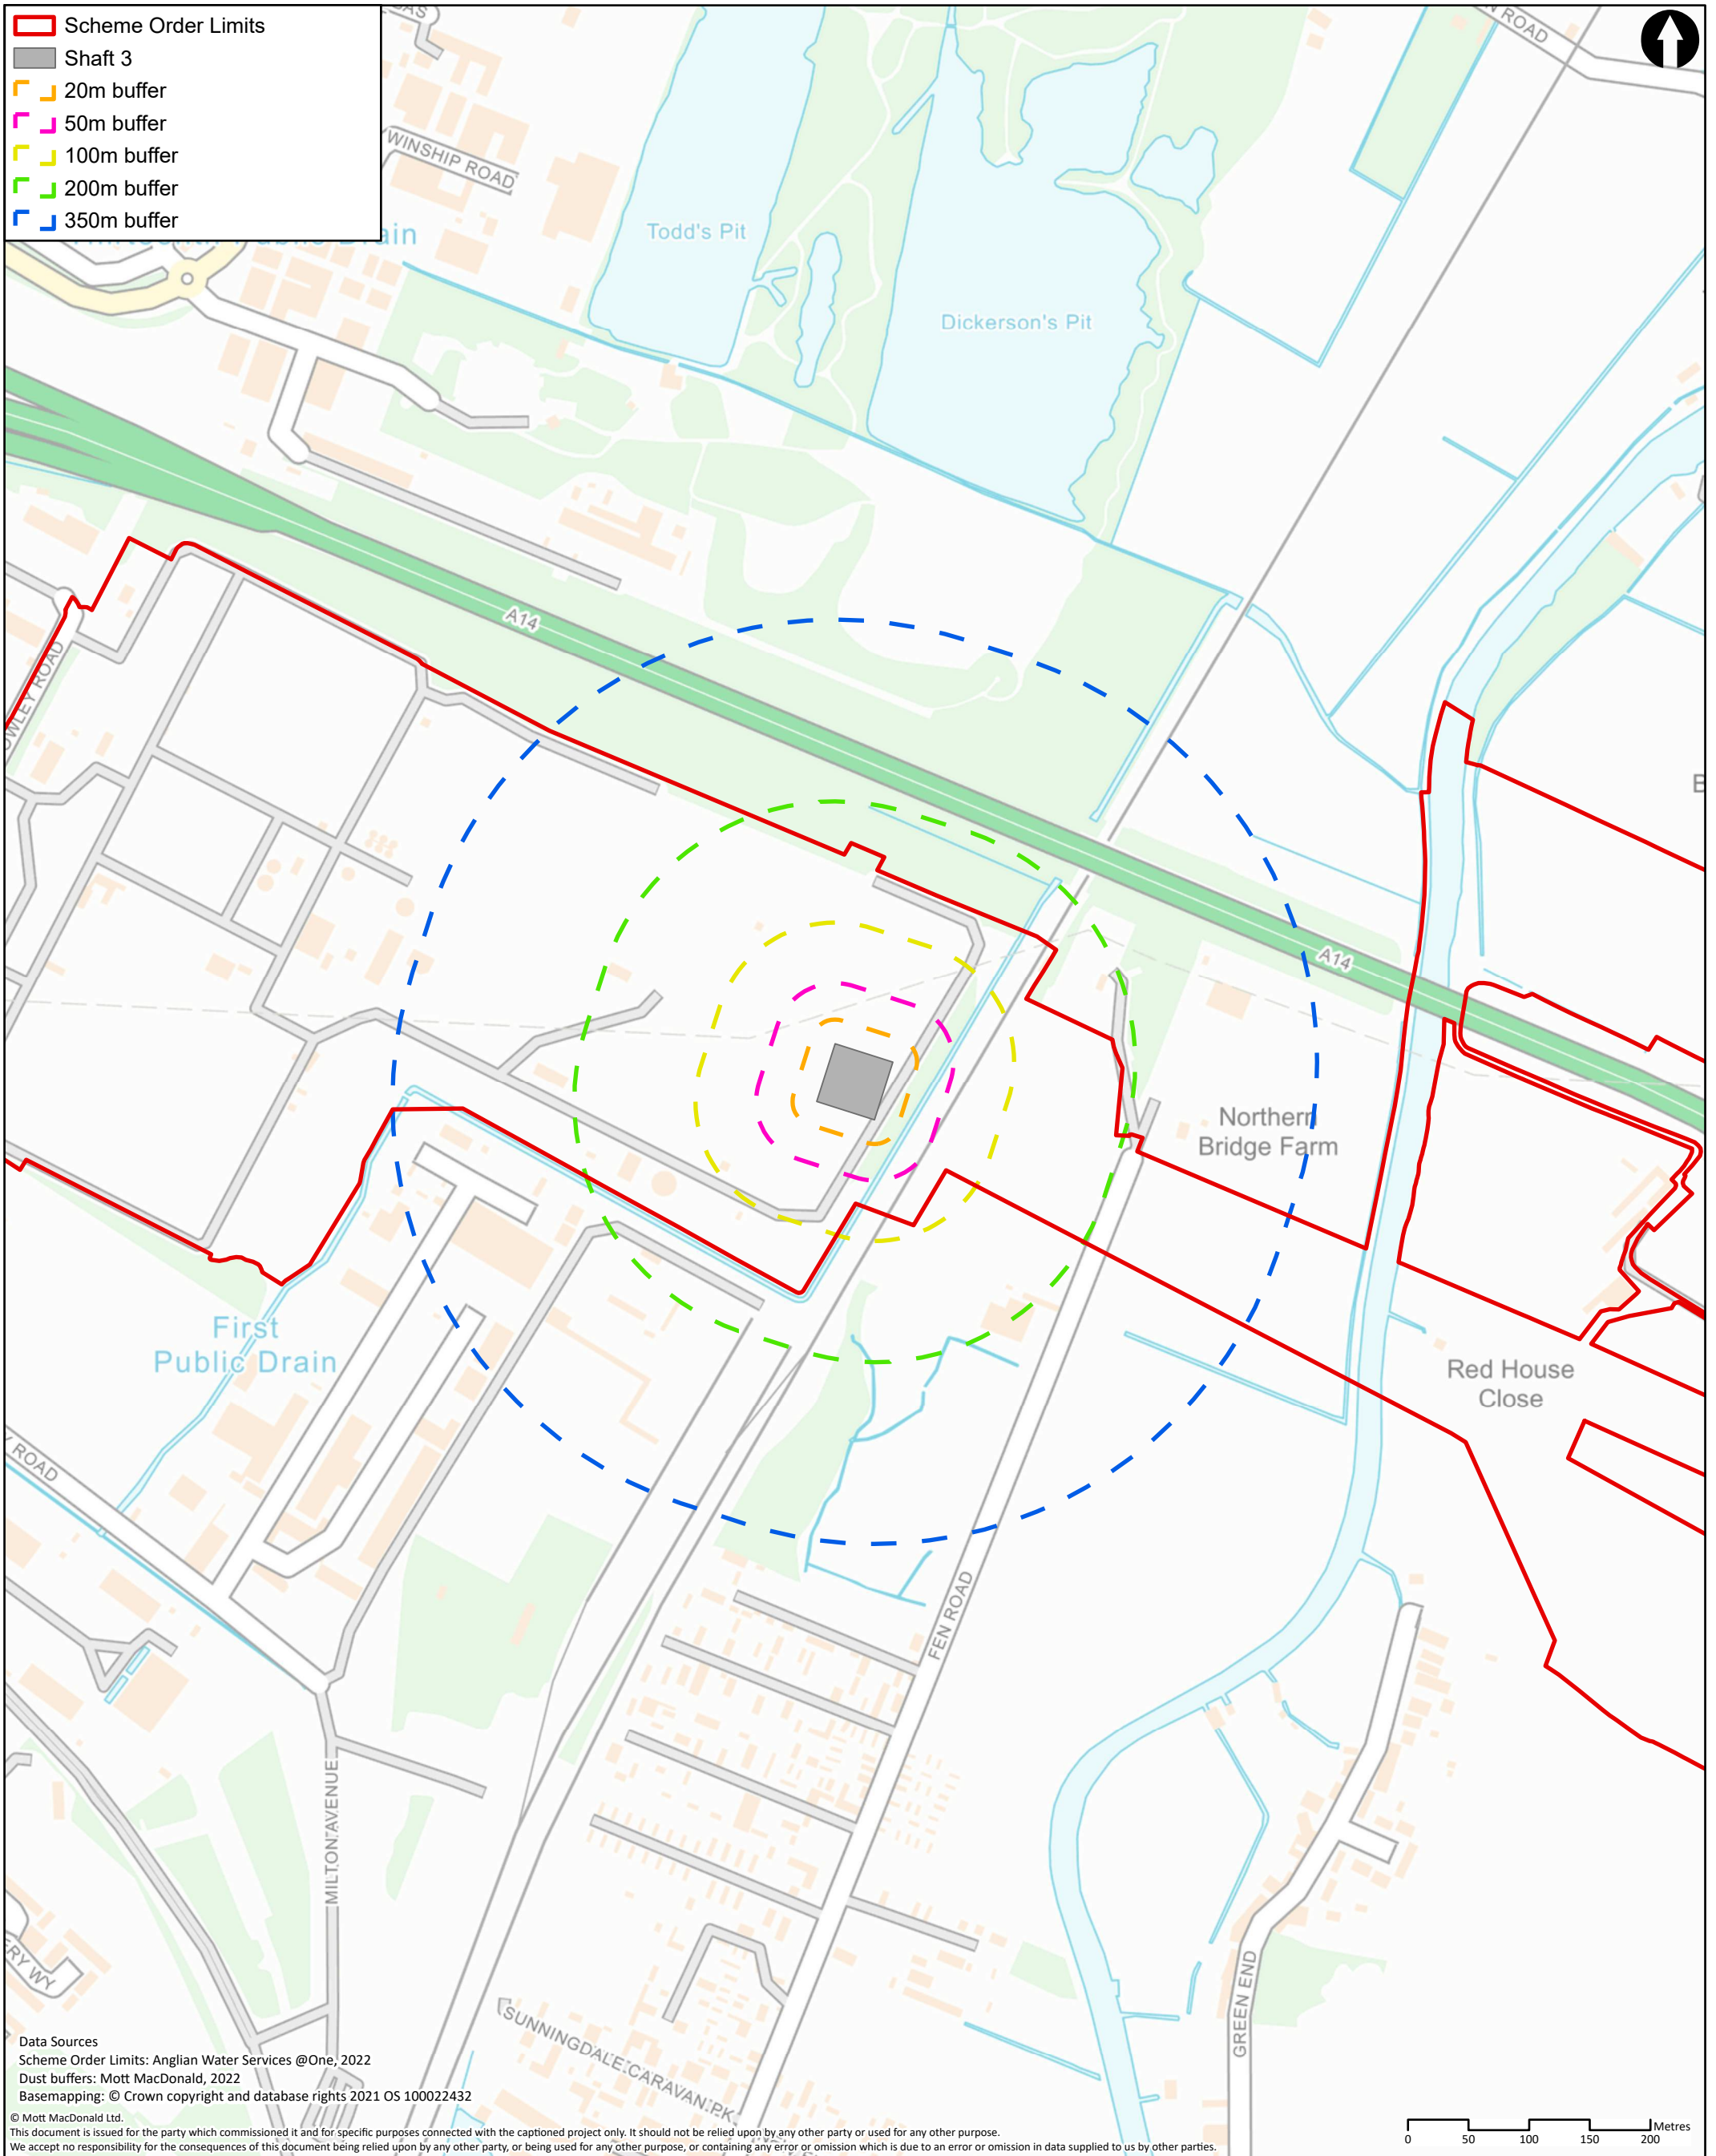 Scheme Order Limits
Shaft 3
20m buffer
50m buffer
100m buffer
200m buffer
350m buffer
WINSHIP ROAD
Todd's Pit
Dickerson's Pit
A14
A14
Northern
Bridge Farm
First
Public Drain
Red House
Close
ROAD
FEN ROAD
MILTON AVENUE
GREEN END
SUNNINGDALE CARAVAN PK
Data Sources
Scheme Order Limits: Anglian Water Services @One, 2022
Dust buffers: Mott MacDonald, 2022
Basemapping: © Crown copyright and database rights 2021 OS 100022432
© Mott MacDonald Ltd.
This document is issued for the party which commissioned it and for specific purposes connected with the captioned project only. It should not be relied upon by any other party or used for any other purpose.
We accept no responsibility for the consequences of this document being relied upon by any other party, or being used for any other purpose, or containing any error or omission which is due to an error or omission in data supplied to us by other parties.
Metres
0 50 100 150 200